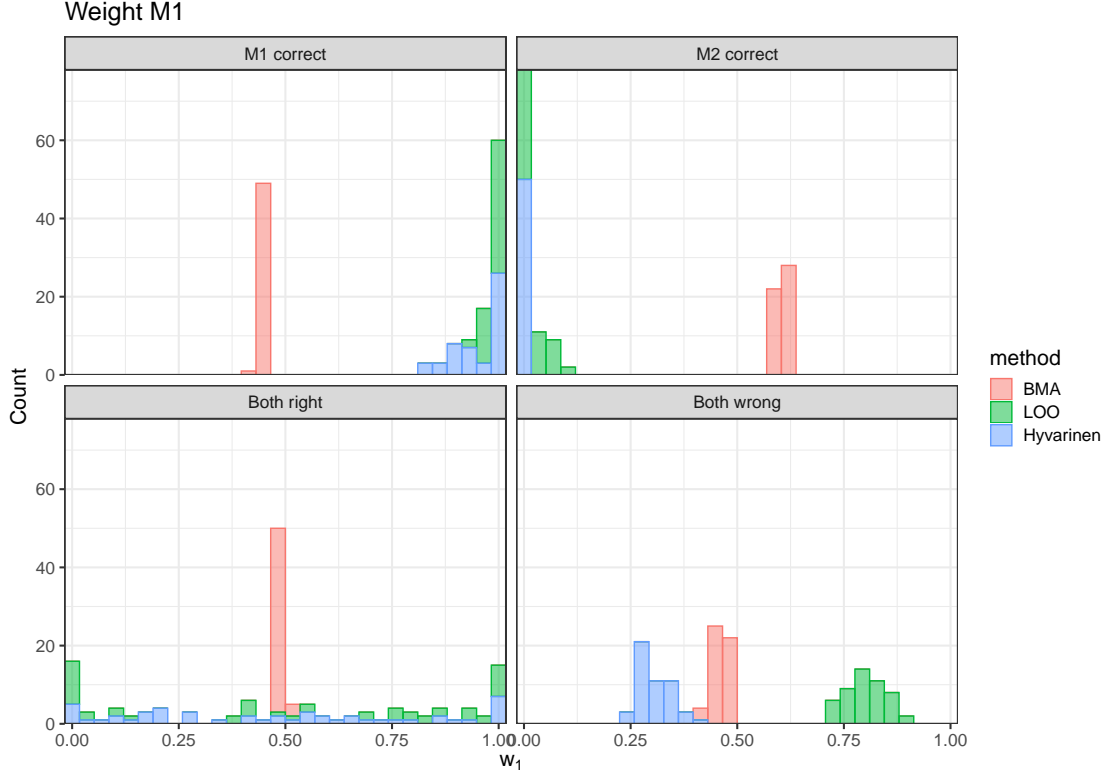 Weight M1
M1 correct
M2 correct
60
40
20
0
Count
Both right
Both wrong
60
40
20
0
0.00 0.25 0.50 0.75 1.00
0.00 0.25 0.50 0.75 1.00
w₁
method
BMA
LOO
Hyvarinen